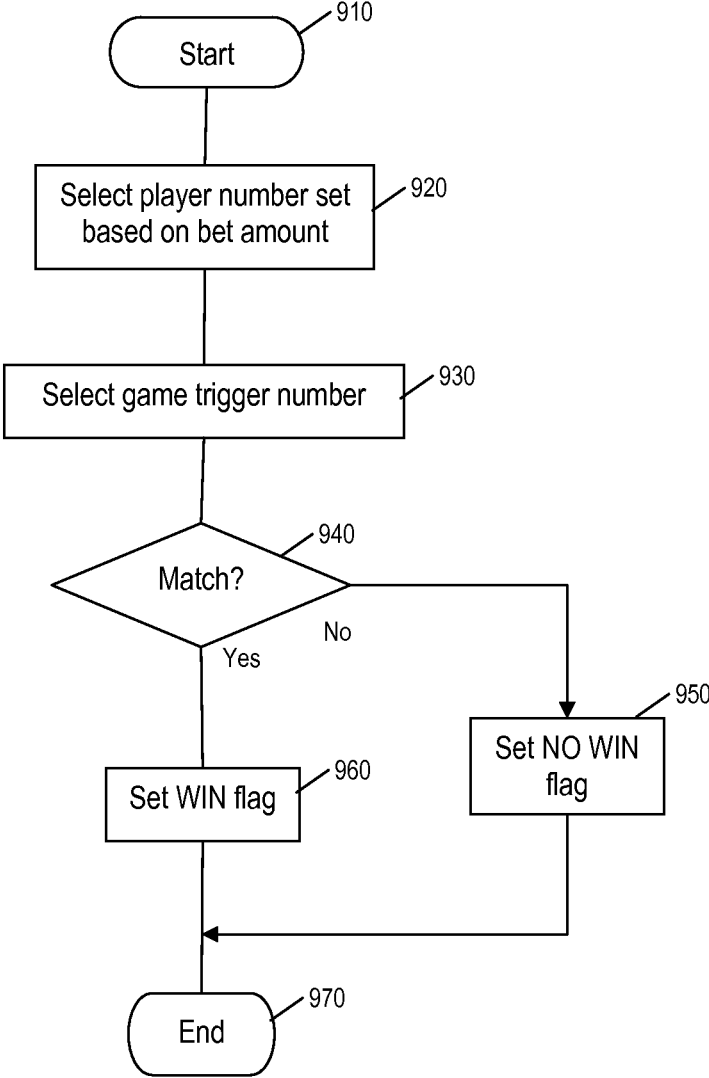 910
Start
920
Select player number set
based on bet amount
930
Select game trigger number
940
Match?
No
Yes
950
Set NO WIN
flag
960
Set WIN flag
970
End